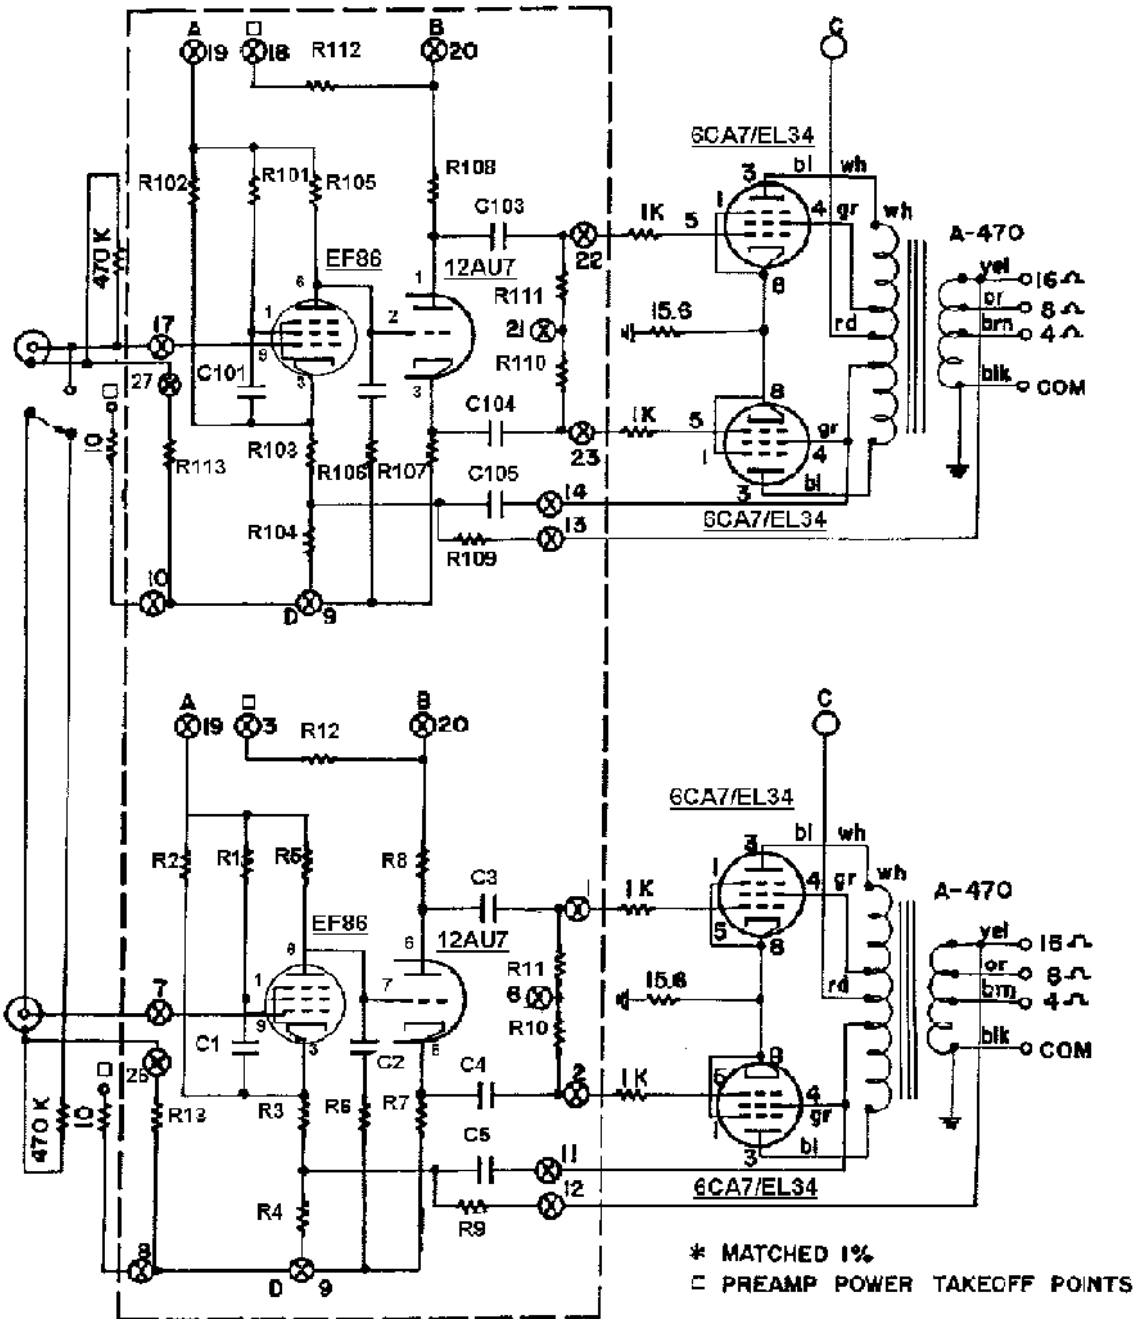 A
B
C
19
18
R112
20
6CA7/EL34
3
bl
wh
R102
R101
R105
R108
1
4
gr
wh
C103
5
1K
A-470
470 K
EF86
12AU7
22
8
yel
16
or
8
brn
4
blk
COM
17
6
1
2
1
R111
15.6
rd
21
9
R110
27
C101
3
3
C104
8
5
1K
gr
10
R113
R103
R106
R107
23
1
4
C105
14
3
bl
6CA7/EL34
R104
13
R109
10
D
9
A
B
C
19
3
R12
20
6CA7/EL34
3
bl
wh
R2
R1
R5
R8
1
4
gr
wh
C3
1
1K
A-470
EF86
12AU7
5
8
yel
or
8
brn
4
blk
COM
6
1
7
R11
15.6
rd
6
9
R10
C1
3
C2
C4
2
1K
4
gr
470 K
10
R13
R3
R6
R7
1
C5
11
3
bl
12
6CA7/EL34
R4
R9
D
9
* MATCHED 1%
□ PREAMP POWER TAKEOFF POINTS